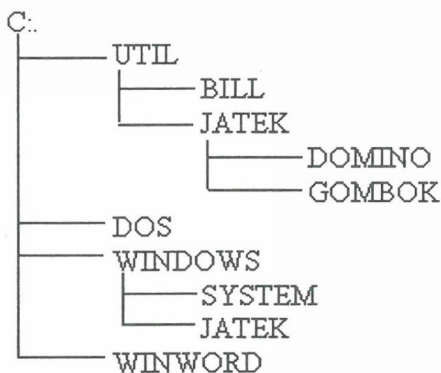 C:.
UTIL
BILL
JATEK
DOMINO
GOMBOK
DOS
WINDOWS
SYSTEM
JATEK
WINWORD